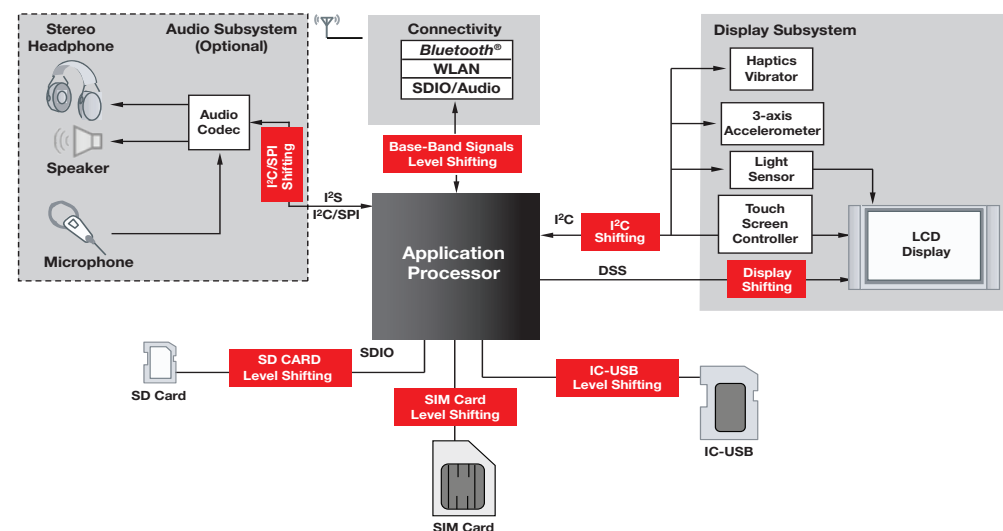 Stereo
Headphone
Audio Subsystem
(Optional)
Audio
Codec
Speaker
I²C/SPI
Shifting
I²S
I²C/SPI
Microphone
Connectivity
Bluetooth®
WLAN
SDIO/Audio
Base-Band Signals
Level Shifting
Application
Processor
Display Subsystem
Haptics
Vibrator
3-axis
Accelerometer
Light
Sensor
Touch
Screen
Controller
LCD
Display
I²C
I²C
Shifting
DSS
Display
Shifting
SDIO
SD CARD
Level Shifting
SD Card
SIM Card
Level Shifting
SIM Card
IC-USB
Level Shifting
IC-USB